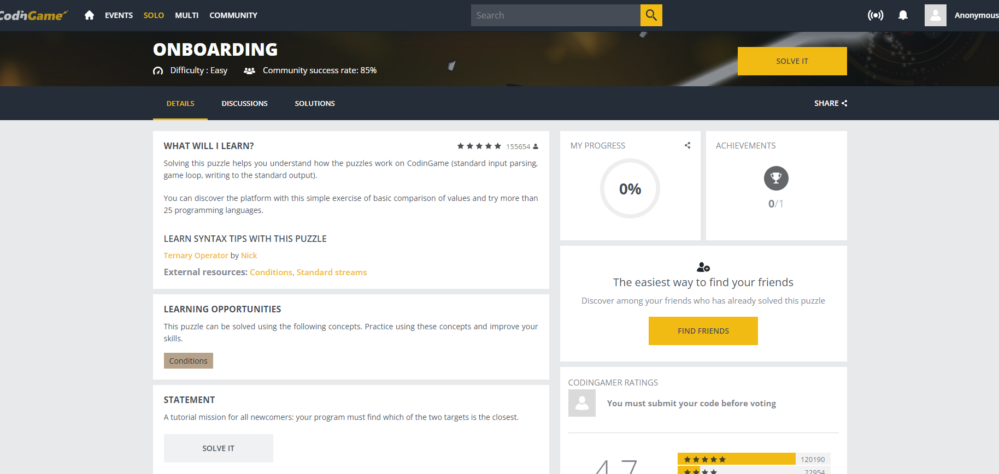 CodinGame
EVENTS SOLO MULTI COMMUNITY
Search
Anonymous
ONBOARDING
Difficulty : Easy Community success rate: 85%
SOLVE IT
DETAILS DISCUSSIONS SOLUTIONS
SHARE
WHAT WILL I LEARN?
155654
Solving this puzzle helps you understand how the puzzles work on CodinGame (standard input parsing,
game loop, writing to the standard output).
You can discover the platform with this simple exercise of basic comparison of values and try more than
25 programming languages.
LEARN SYNTAX TIPS WITH THIS PUZZLE
Ternary Operator by Nick
External resources: Conditions, Standard streams
LEARNING OPPORTUNITIES
This puzzle can be solved using the following concepts. Practice using these concepts and improve your
skills.
Conditions
STATEMENT
A tutorial mission for all newcomers: your program must find which of the two targets is the closest.
SOLVE IT
MY PROGRESS
0%
ACHIEVEMENTS
0/1
The easiest way to find your friends
Discover among your friends who has already solved this puzzle
FIND FRIENDS
CODINGAMER RATINGS
You must submit your code before voting
4.7
120190
22954